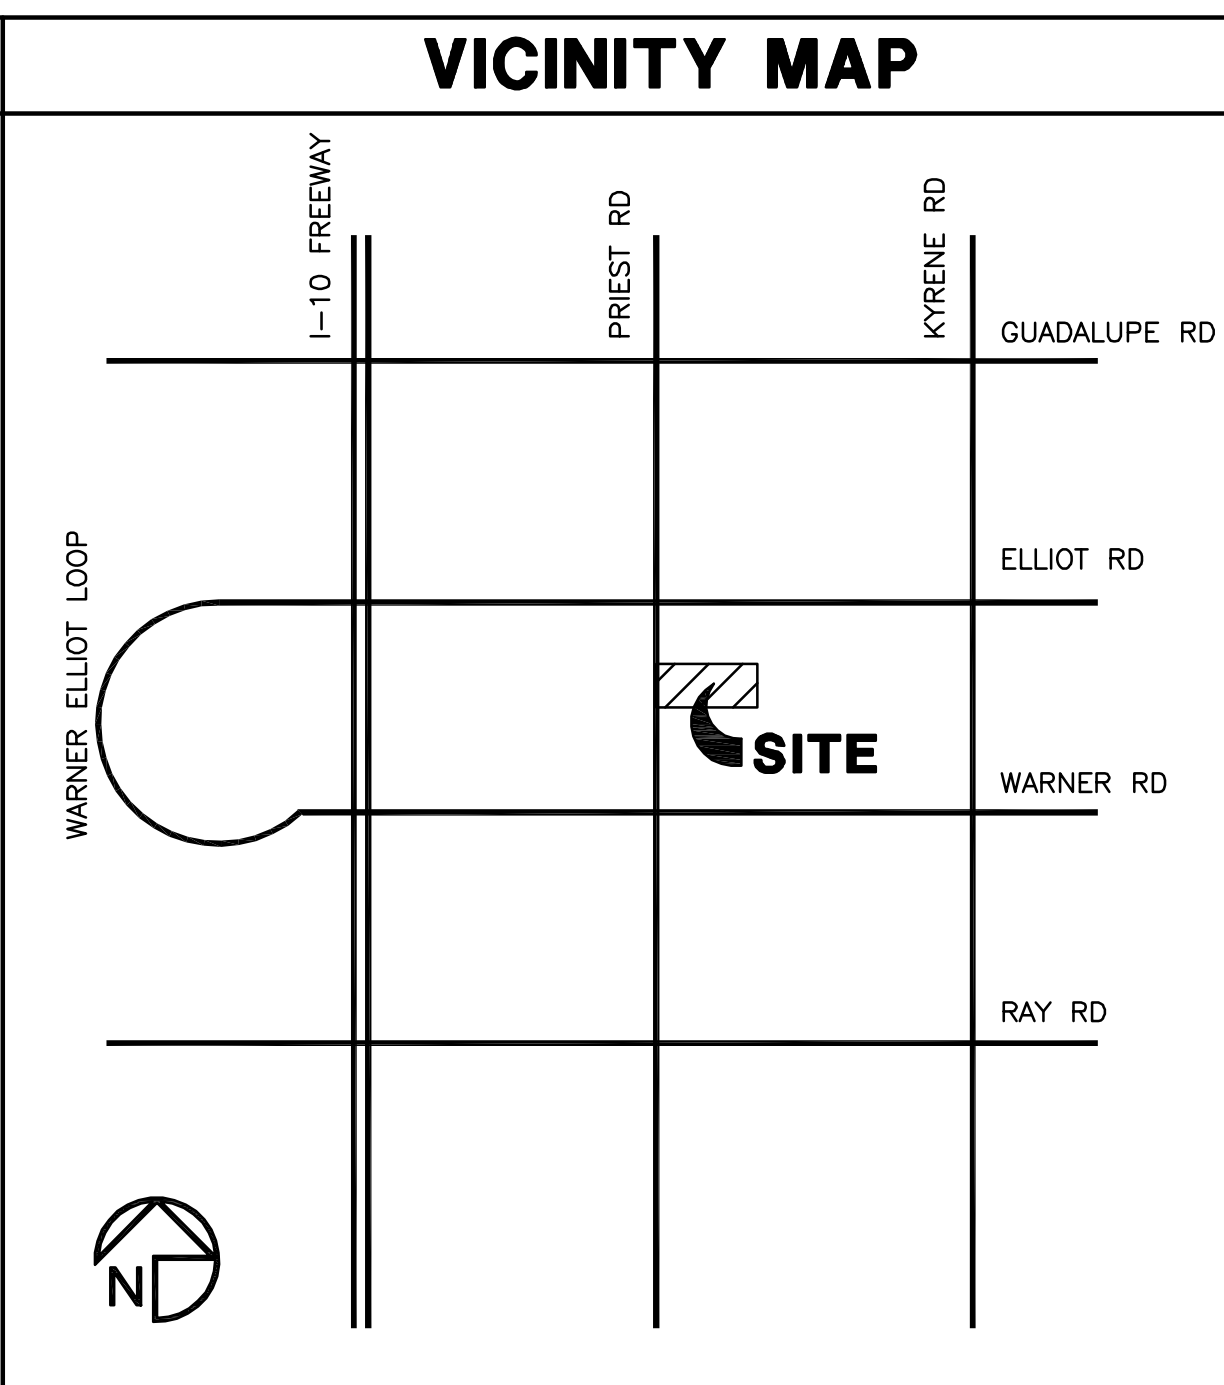 VICINITY MAP
I-10 FREEWAY
PRIEST RD
KYRENE RD
GUADALUPE RD
ELLIOT RD
WARNER ELLIOT LOOP
SITE
WARNER RD
RAY RD
N